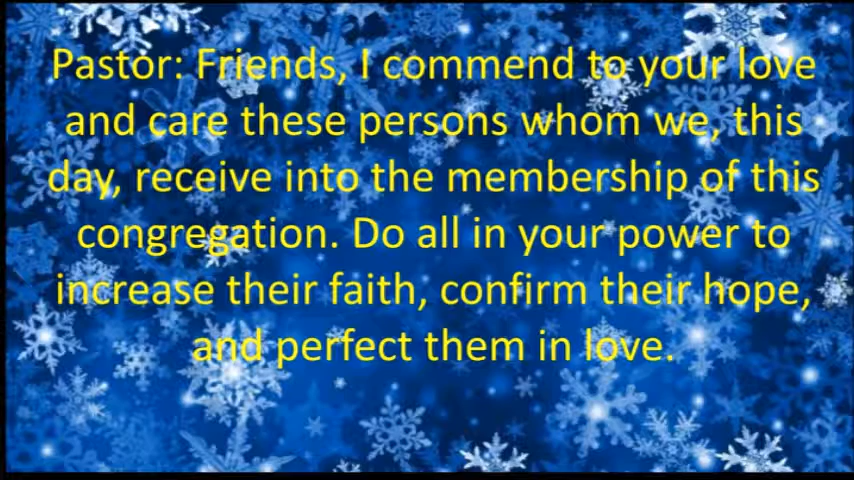 Pastor: Friends, I commend to your love
and care these persons whom we, this
day, receive into the membership of this
congregation. Do all in your power to
increase their faith, confirm their hope,
and perfect them in love.